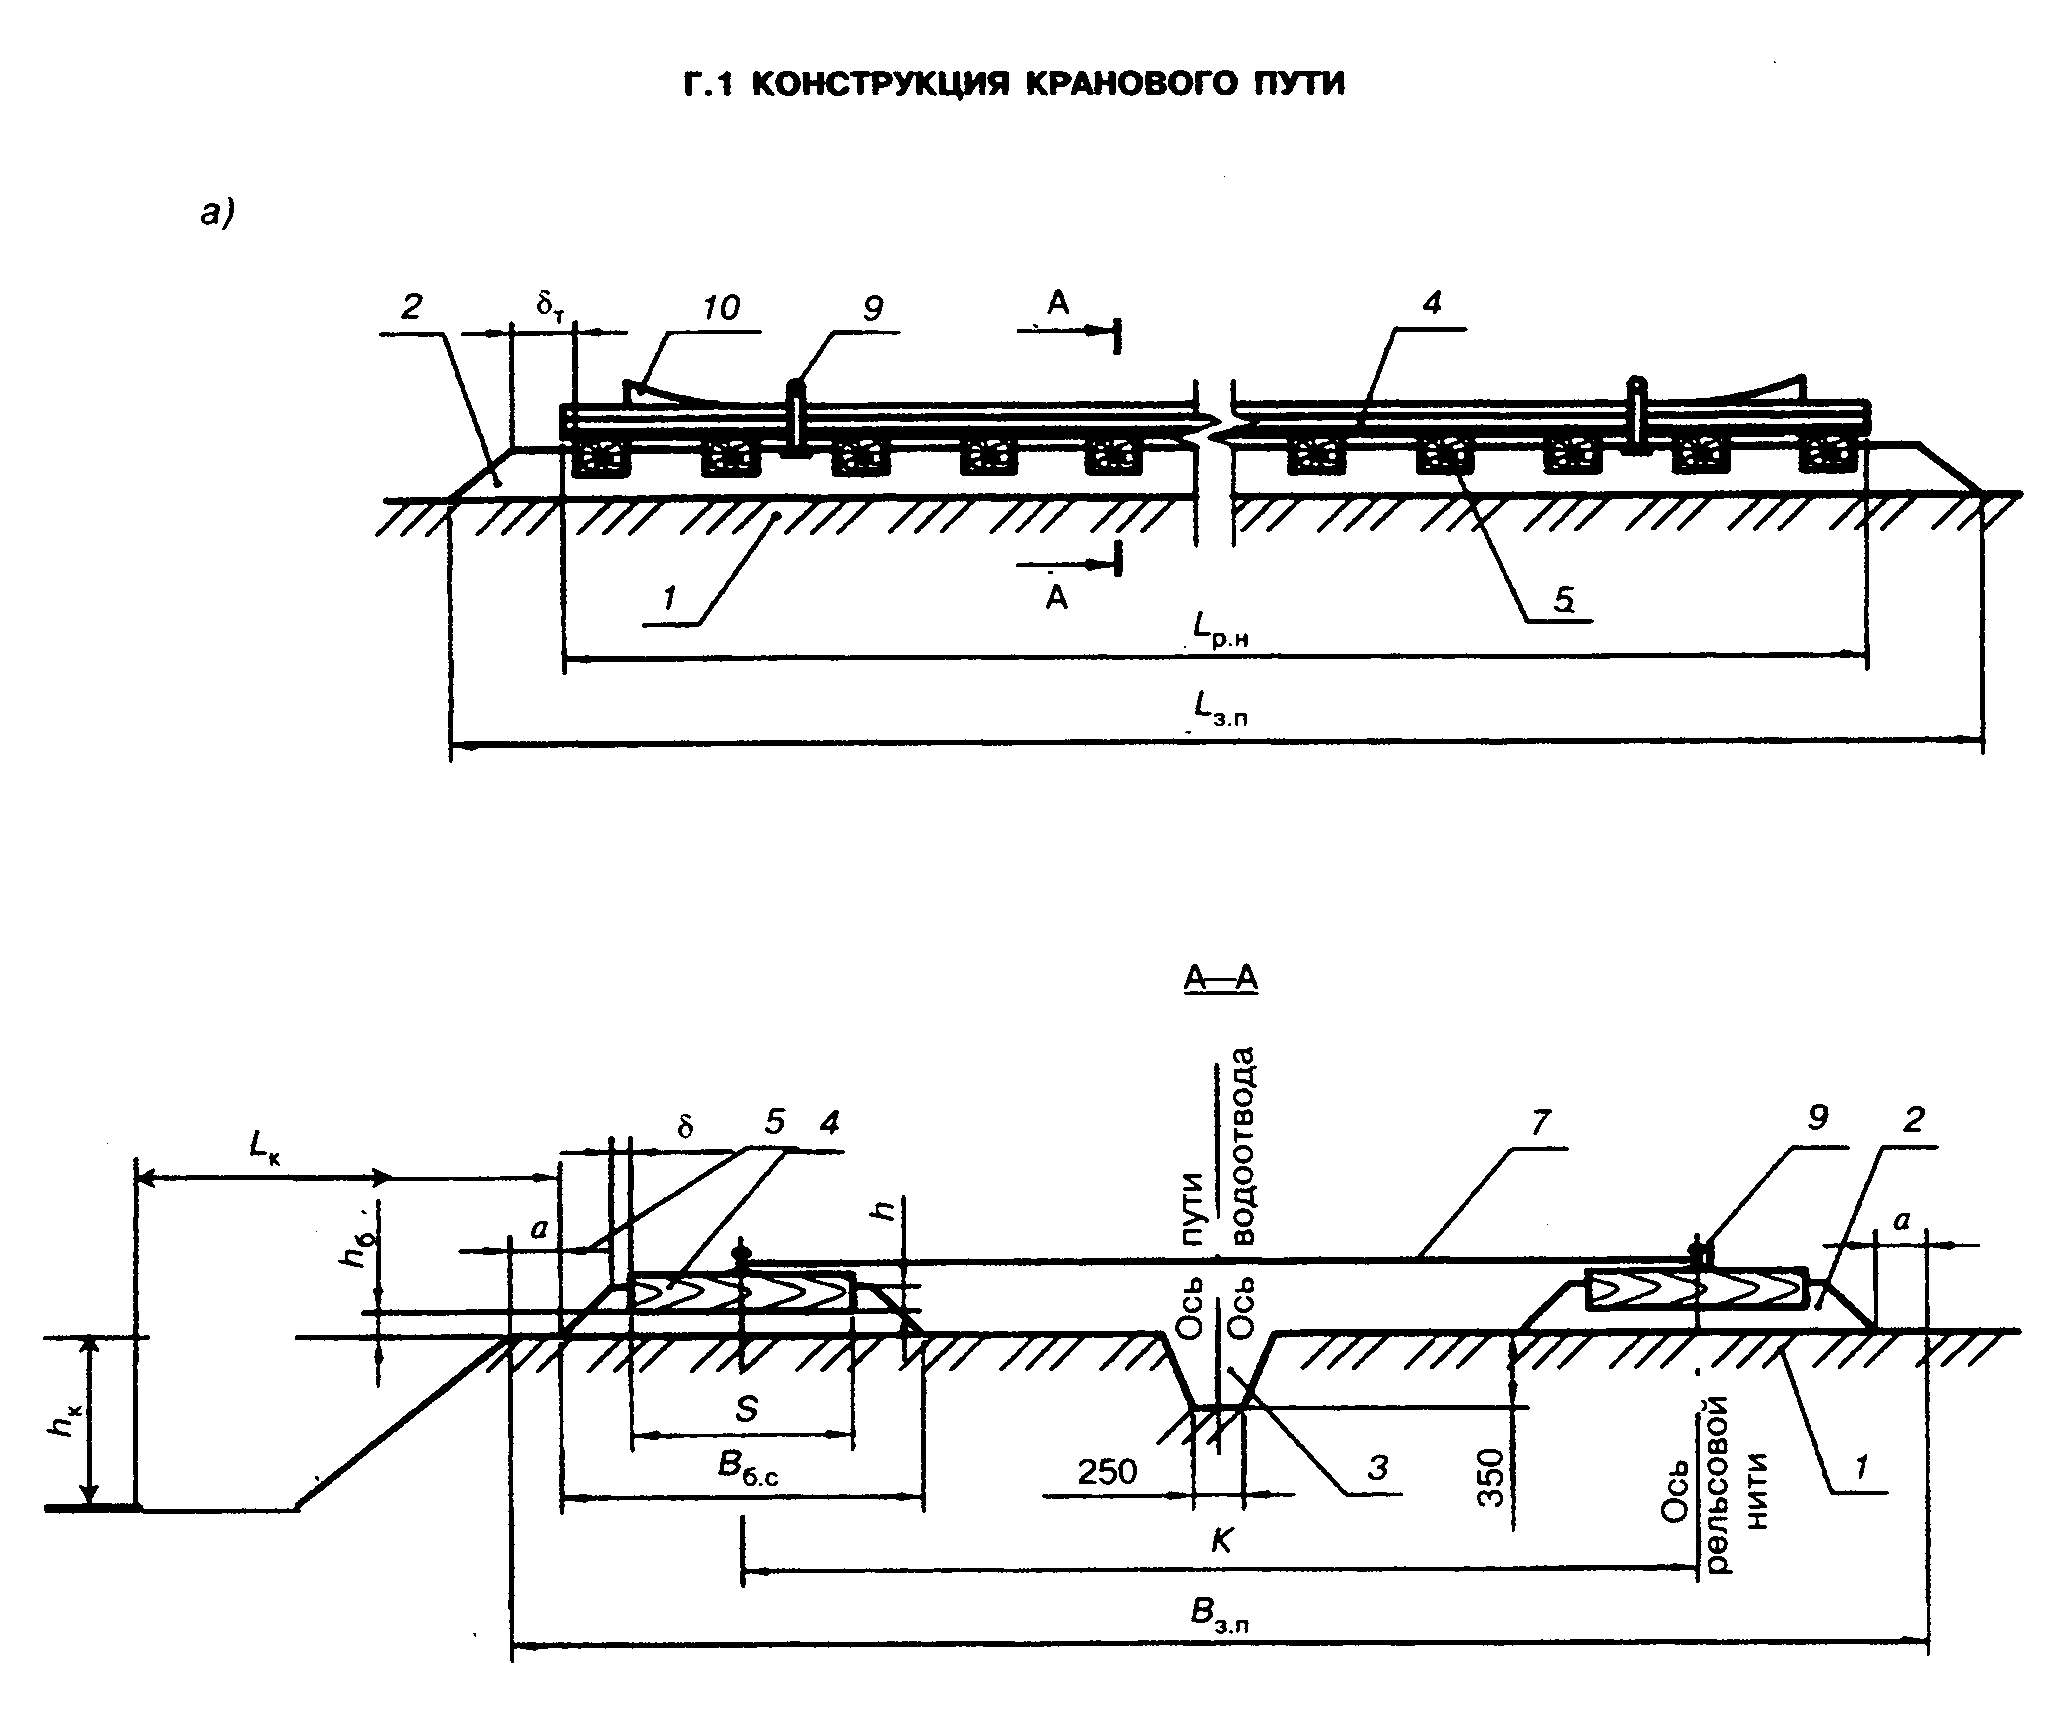 Г.1 КОНСТРУКЦИЯ КРАНОВОГО ПУТИ
а)
2 δт 10 9 А 4
1 А 5
Lр.н
Lз.п
А—А
Lк δ 5 4 7 9 2
hб a h a
Ось пути
Ось водоотвода
hк
S
Bб.с
250
3
350
1
Ось рельсовой нити
K
Bз.п